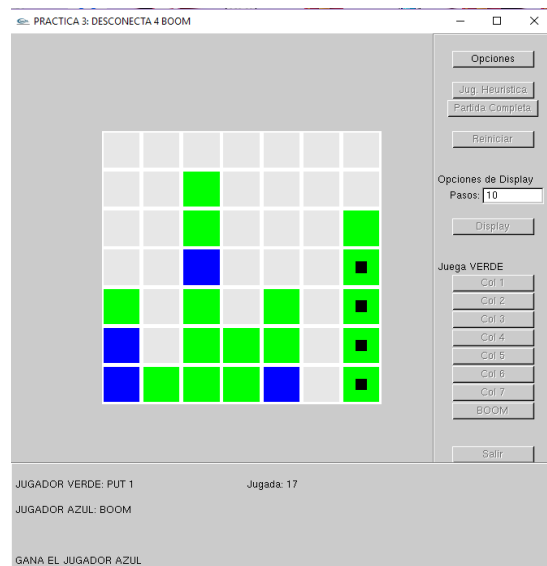 PRACTICA 3: DESCONECTA 4 BOOM
Opciones
Jug. Heuristica
Partida Completa
Reiniciar
Opciones de Display
Pasos: 10
Display
Juega VERDE
Col 1
Col 2
Col 3
Col 4
Col 5
Col 6
Col 7
BOOM
Salir
JUGADOR VERDE: PUT 1 Jugada: 17
JUGADOR AZUL: BOOM
GANA EL JUGADOR AZUL